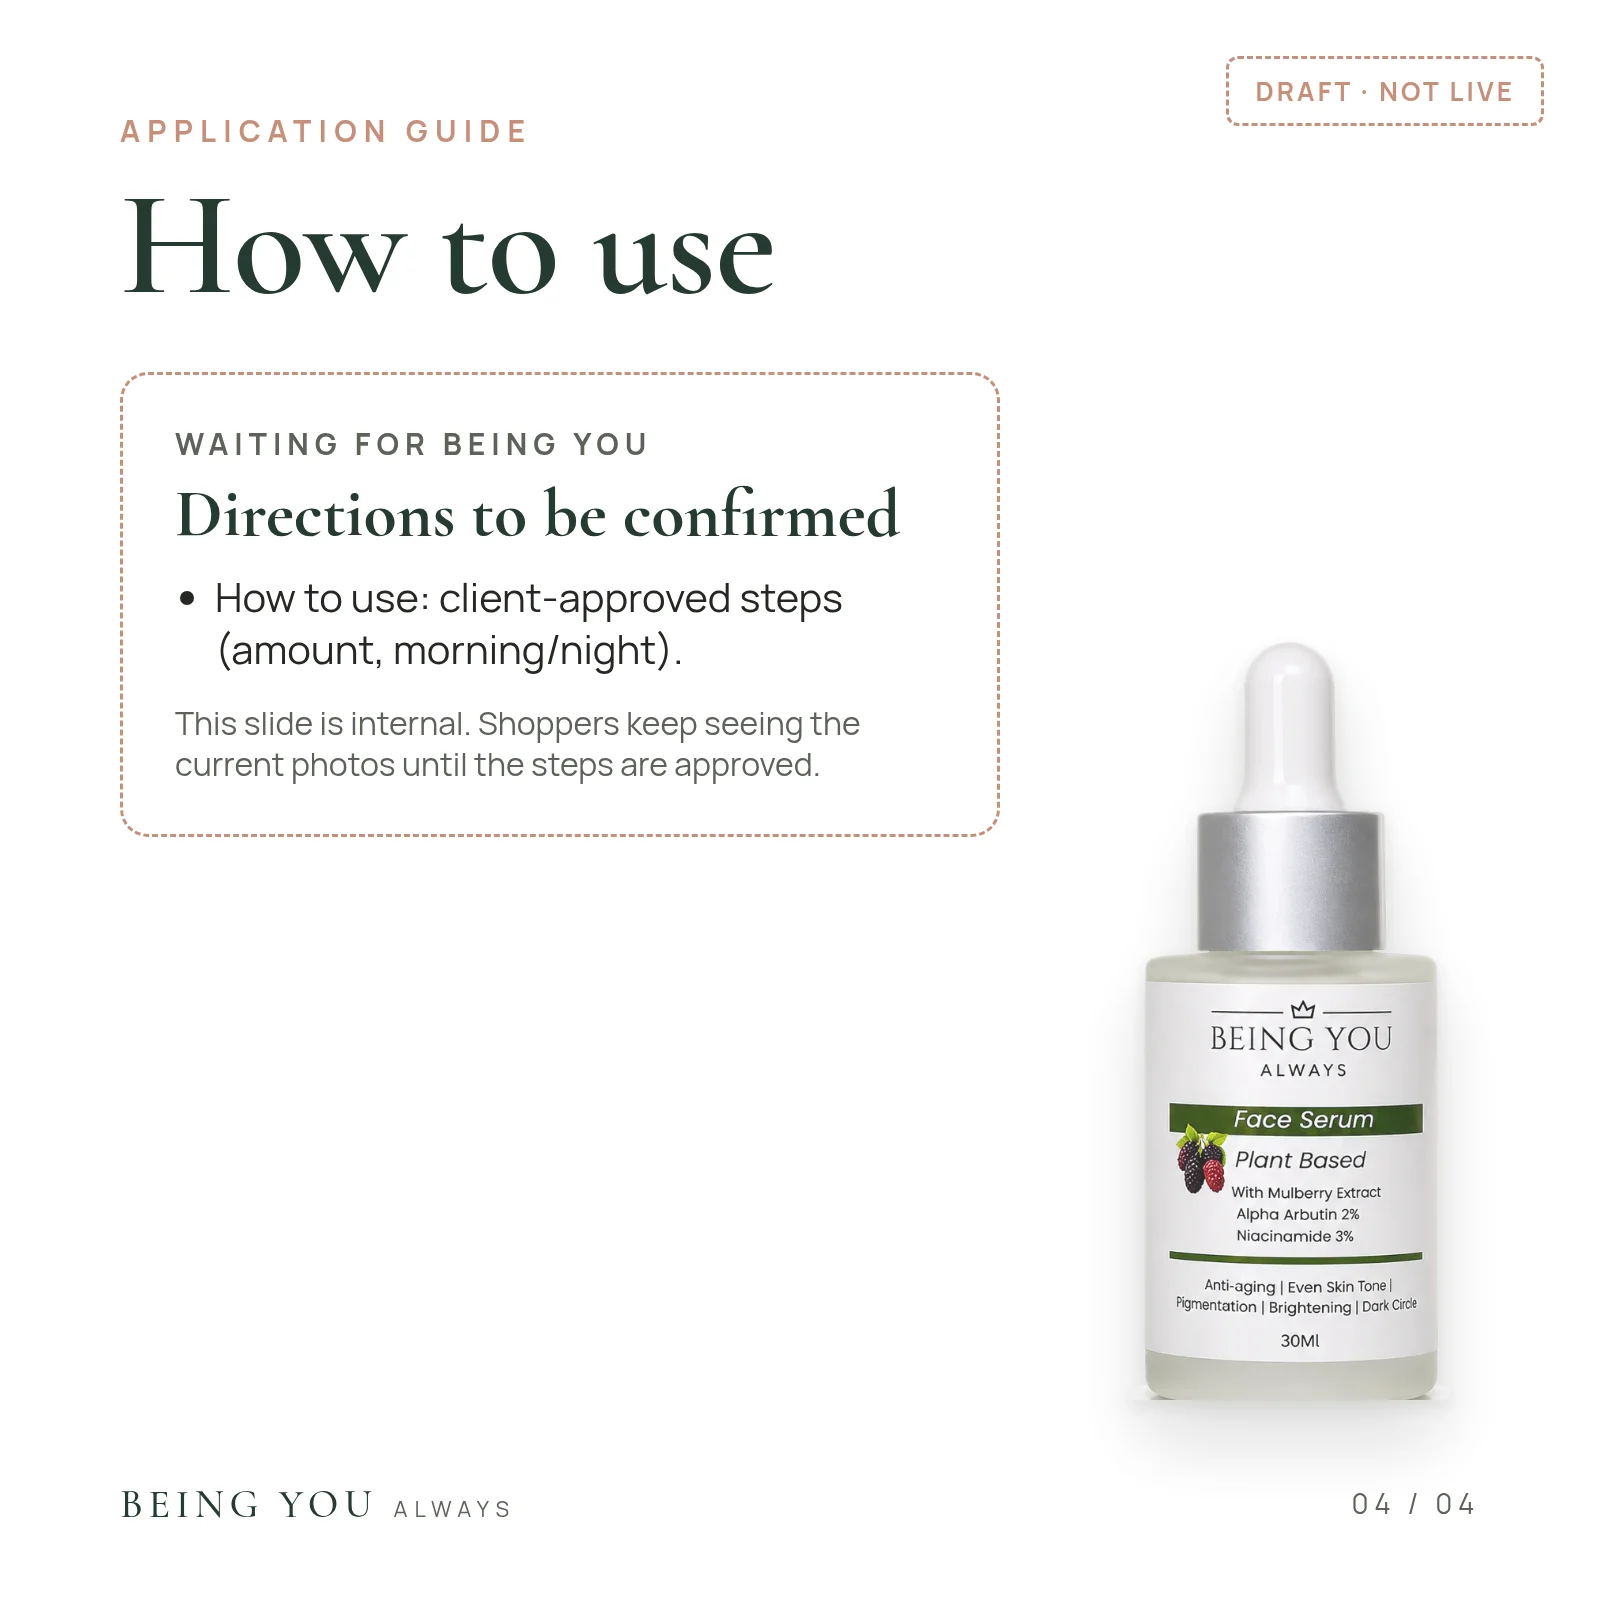 DRAFT · NOT LIVE
APPLICATION GUIDE
How to use
WAITING FOR BEING YOU
Directions to be confirmed
• How to use: client-approved steps
(amount, morning/night).
This slide is internal. Shoppers keep seeing the
current photos until the steps are approved.
BEING YOU
ALWAYS
Face Serum
Plant Based
With Mulberry Extract
Alpha Arbutin 2%
Niacinamide 3%
Anti-aging | Even Skin Tone |
Pigmentation | Brightening | Dark Circle
30Ml
BEING YOU ALWAYS
04 / 04